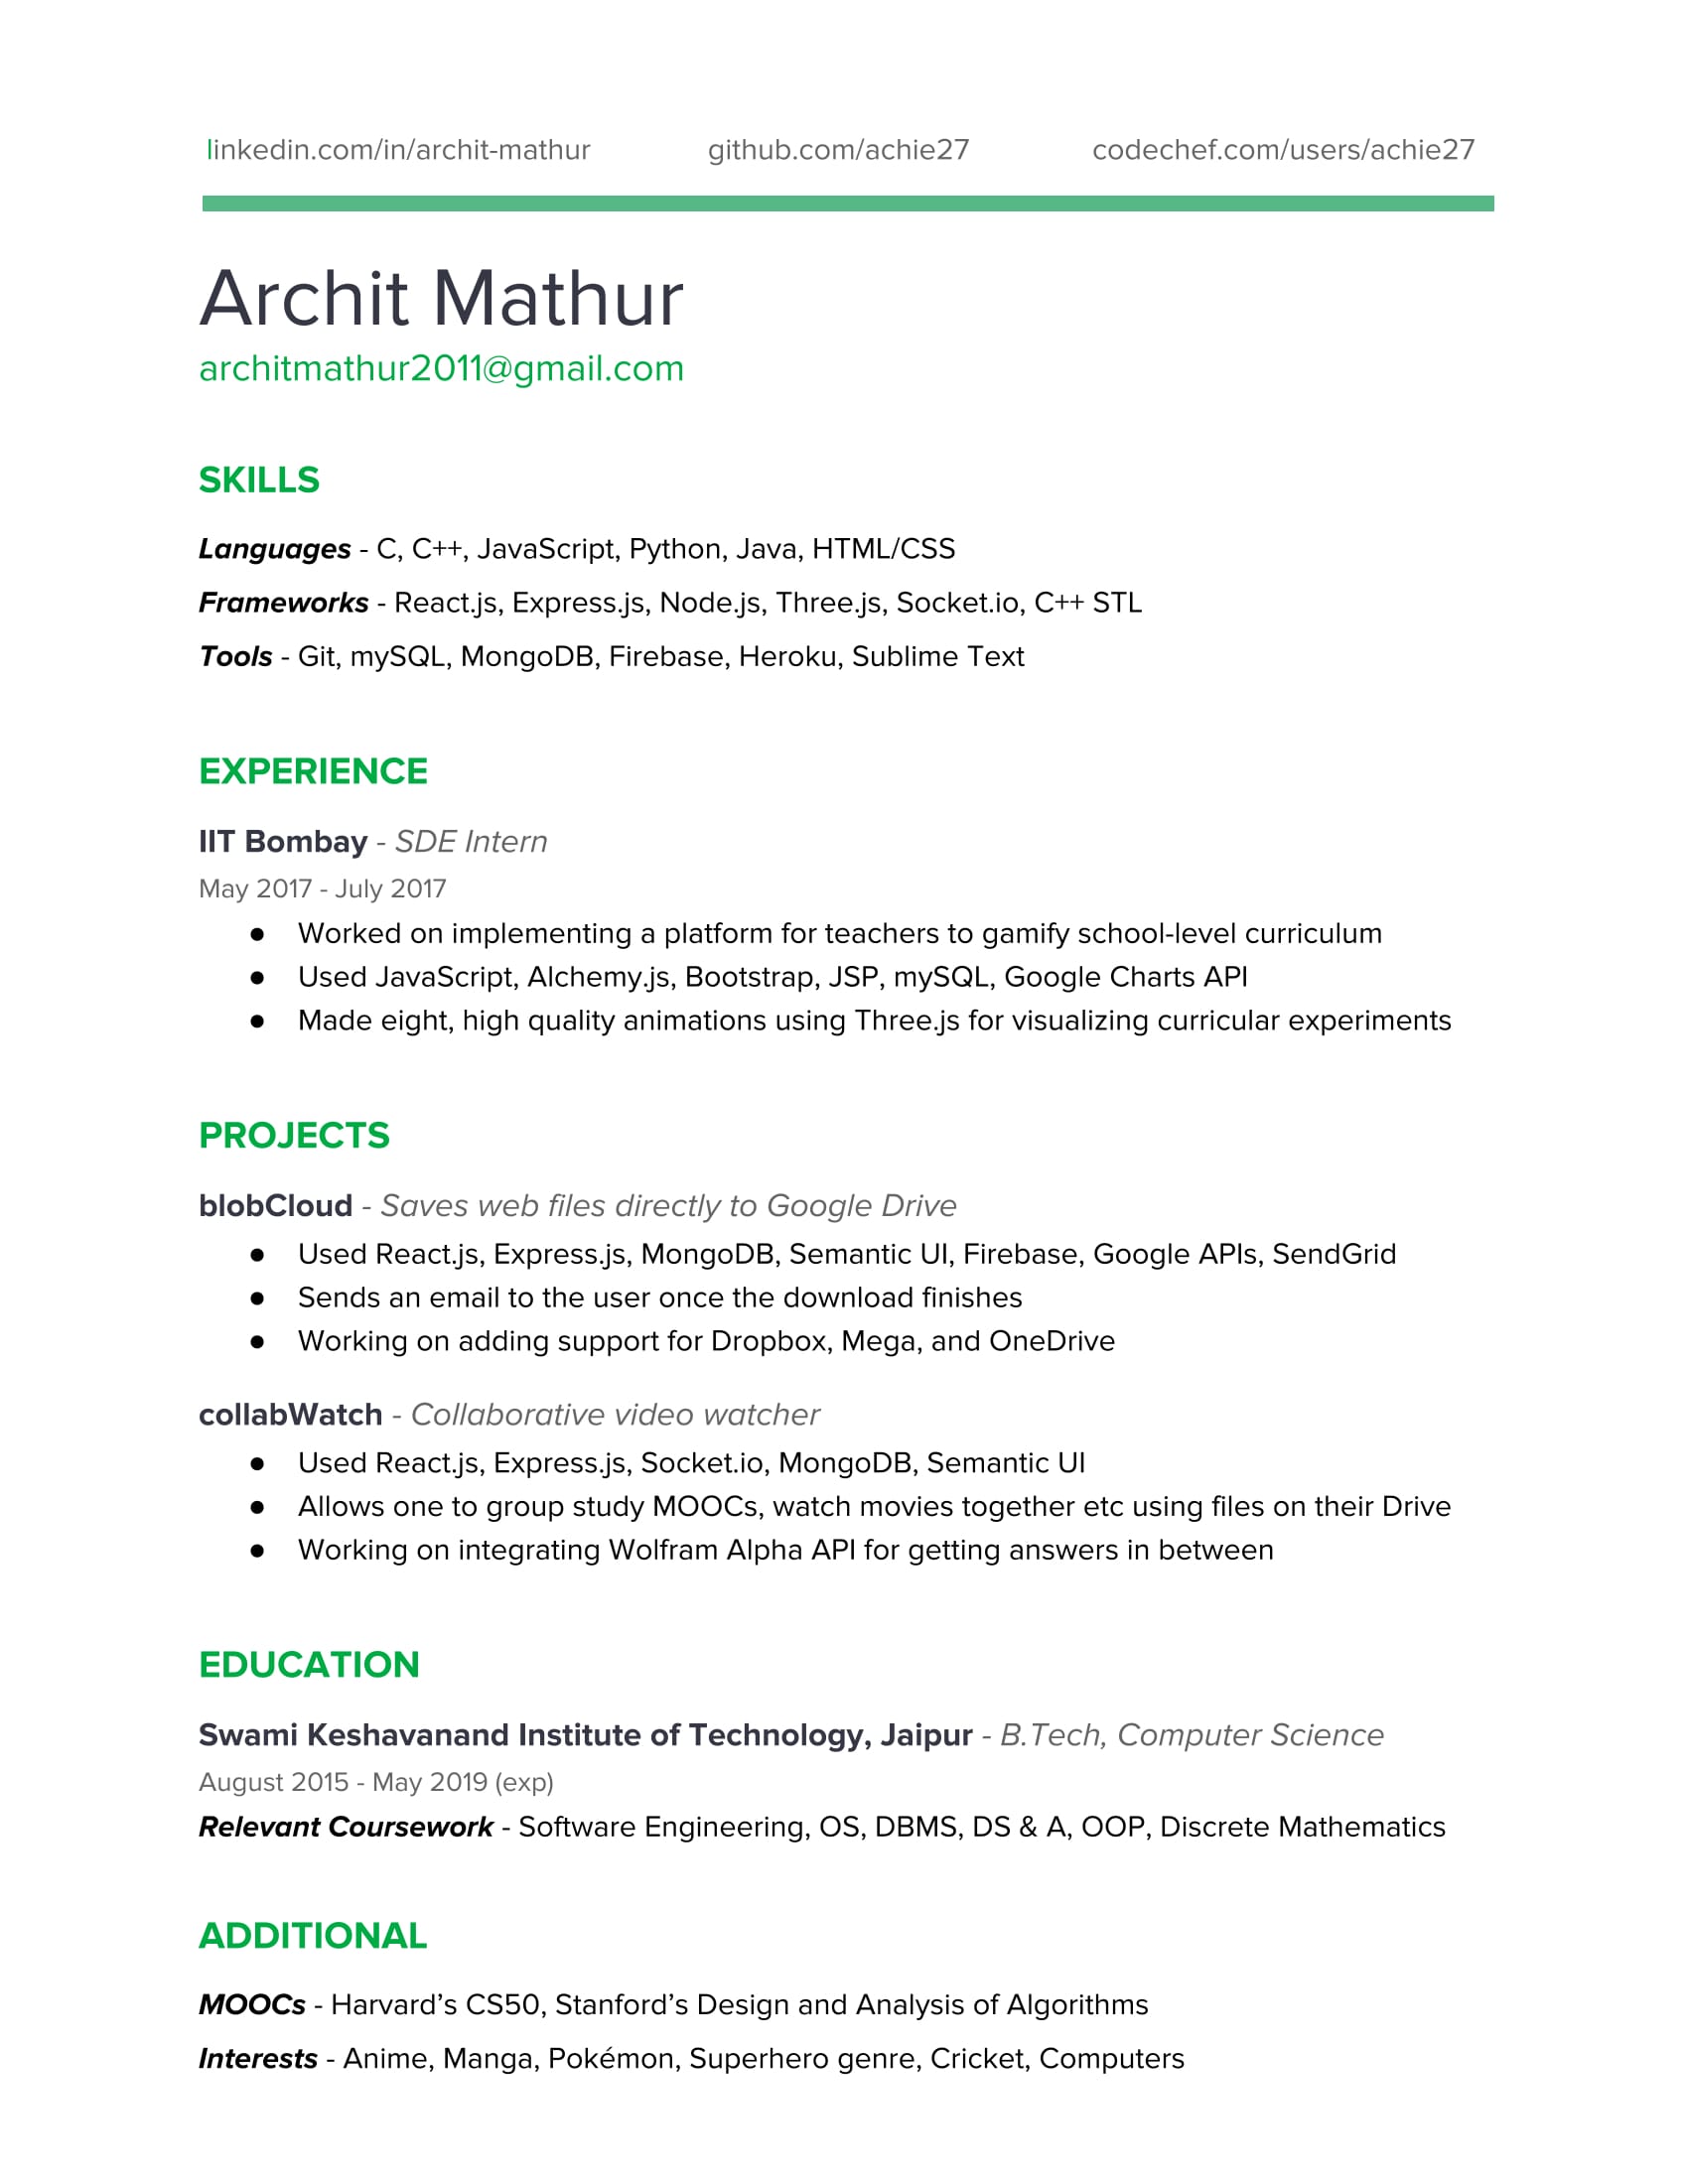 linkedin.com/in/archit-mathur github.com/achie27 codechef.com/users/achie27
Archit Mathur
architmathur2011@gmail.com
SKILLS
Languages - C, C++, JavaScript, Python, Java, HTML/CSS
Frameworks - React.js, Express.js, Node.js, Three.js, Socket.io, C++ STL
Tools - Git, mySQL, MongoDB, Firebase, Heroku, Sublime Text
EXPERIENCE
IIT Bombay - SDE Intern
May 2017 - July 2017
● Worked on implementing a platform for teachers to gamify school-level curriculum
● Used JavaScript, Alchemy.js, Bootstrap, JSP, mySQL, Google Charts API
● Made eight, high quality animations using Three.js for visualizing curricular experiments
PROJECTS
blobCloud - Saves web files directly to Google Drive
● Used React.js, Express.js, MongoDB, Semantic UI, Firebase, Google APIs, SendGrid
● Sends an email to the user once the download finishes
● Working on adding support for Dropbox, Mega, and OneDrive
collabWatch - Collaborative video watcher
● Used React.js, Express.js, Socket.io, MongoDB, Semantic UI
● Allows one to group study MOOCs, watch movies together etc using files on their Drive
● Working on integrating Wolfram Alpha API for getting answers in between
EDUCATION
Swami Keshavanand Institute of Technology, Jaipur - B.Tech, Computer Science
August 2015 - May 2019 (exp)
Relevant Coursework - Software Engineering, OS, DBMS, DS & A, OOP, Discrete Mathematics
ADDITIONAL
MOOCs - Harvard’s CS50, Stanford’s Design and Analysis of Algorithms
Interests - Anime, Manga, Pokémon, Superhero genre, Cricket, Computers